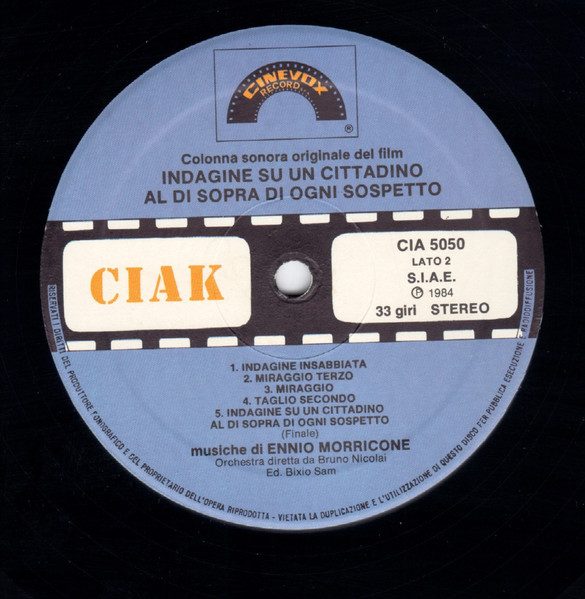 CINEVOX
RECORD
®
Colonna sonora originale del film
INDAGINE SU UN CITTADINO
AL DI SOPRA DI OGNI SOSPETTO
CIAK
CIA 5050
LATO 2
S.I.A.E.
Ⓟ 1984
33 giri STEREO
1. INDAGINE INSABBIATA
2. MIRAGGIO TERZO
3. MIRAGGIO
4. TAGLIO SECONDO
5. INDAGINE SU UN CITTADINO
AL DI SOPRA DI OGNI SOSPETTO
(Finale)
musiche di ENNIO MORRICONE
Orchestra diretta da Bruno Nicolai
Ed. Bixio Sam
RISERVATI I DIRITTI DEL PRODUTTORE FONOGRAFICO E DEL PROPRIETARIO DELL'OPERA RIPRODOTTA - VIETATA LA DUPLICAZIONE E L'UTILIZZAZIONE DI QUESTO DISCO PER PUBBLICA ESECUZIONE E RADIODIFFUSIONE